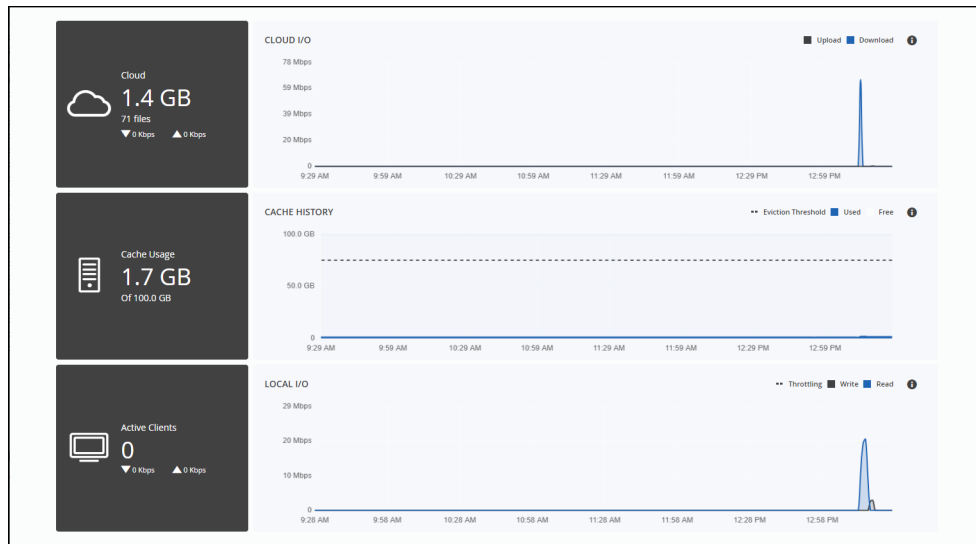 Cloud
1.4 GB
71 files
0 Kbps 0 Kbps
CLOUD I/O
Upload Download
78 Mbps
59 Mbps
39 Mbps
20 Mbps
0
9:29 AM 9:59 AM 10:29 AM 10:59 AM 11:29 AM 11:59 AM 12:29 PM 12:59 PM
Cache Usage
1.7 GB
Of 100.0 GB
CACHE HISTORY
Eviction Threshold Used Free
100.0 GB
50.0 GB
0
9:29 AM 9:59 AM 10:29 AM 10:59 AM 11:29 AM 11:59 AM 12:29 PM 12:59 PM
Active Clients
0
0 Kbps 0 Kbps
LOCAL I/O
Throttling Write Read
29 Mbps
20 Mbps
10 Mbps
0
9:28 AM 9:58 AM 10:28 AM 10:58 AM 11:28 AM 11:58 AM 12:28 PM 12:58 PM